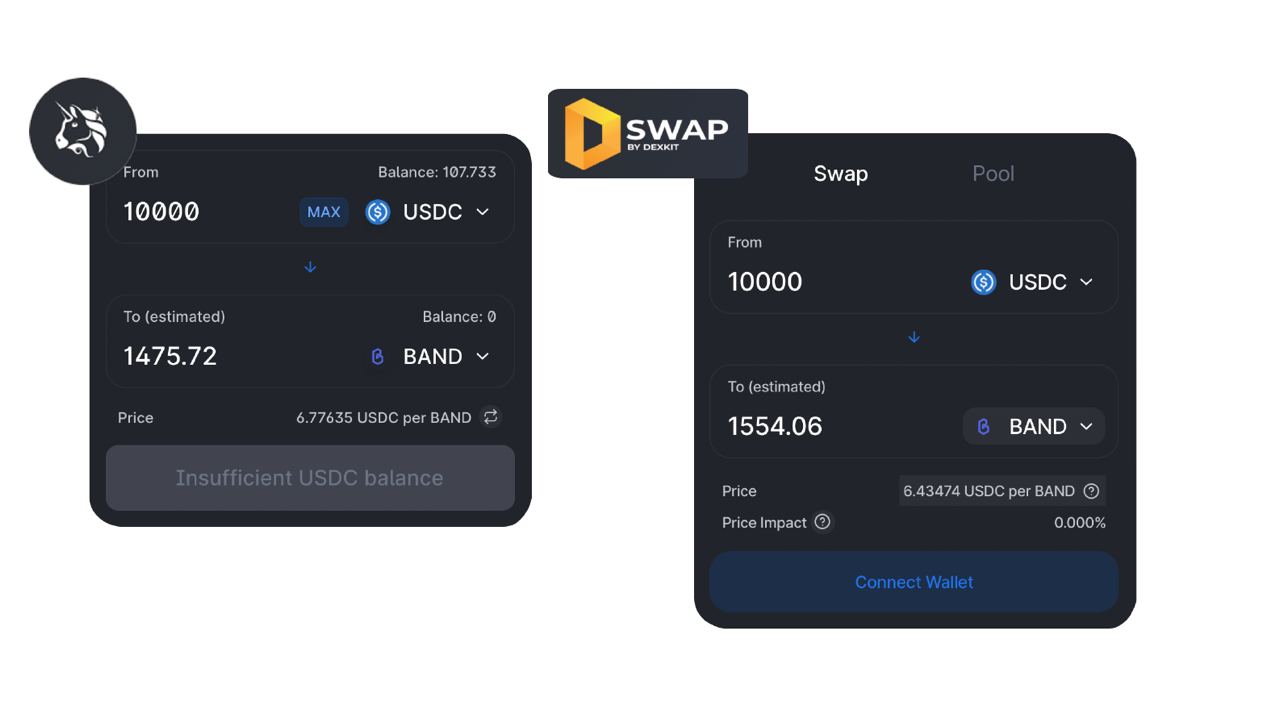 From Balance: 107.733
10000 MAX USDC
To (estimated) Balance: 0
1475.72 BAND
Price 6.77635 USDC per BAND
Insufficient USDC balance
SWAP
BY DEXKIT
Swap Pool
From
10000 USDC
To (estimated)
1554.06 BAND
Price 6.43474 USDC per BAND
Price Impact 0.000%
Connect Wallet